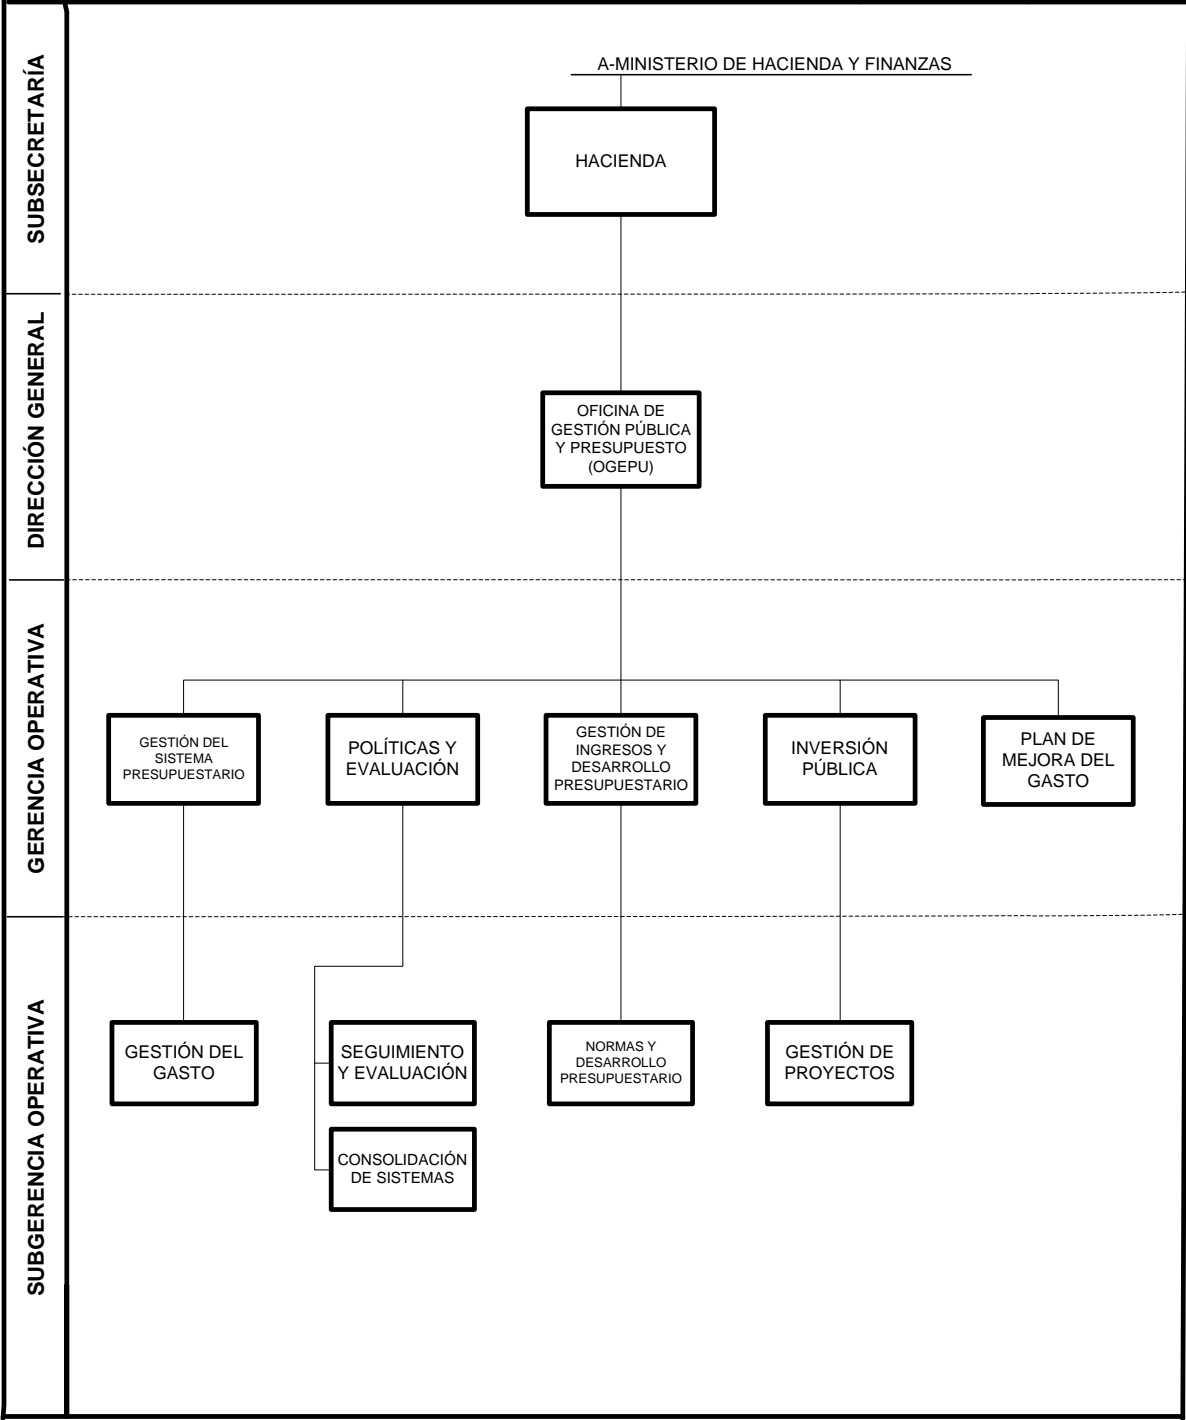 SUBSECRETARÍA
A-MINISTERIO DE HACIENDA Y FINANZAS
HACIENDA
DIRECCIÓN GENERAL
OFICINA DE
GESTIÓN PÚBLICA
Y PRESUPUESTO
(OGEPU)
GERENCIA OPERATIVA
GESTIÓN DEL
SISTEMA
PRESUPUESTARIO
POLÍTICAS Y
EVALUACIÓN
GESTIÓN DE
INGRESOS Y
DESARROLLO
PRESUPUESTARIO
INVERSIÓN
PÚBLICA
PLAN DE
MEJORA DEL
GASTO
SUBGERENCIA OPERATIVA
GESTIÓN DEL
GASTO
SEGUIMIENTO
Y EVALUACIÓN
NORMAS Y
DESARROLLO
PRESUPUESTARIO
GESTIÓN DE
PROYECTOS
CONSOLIDACIÓN
DE SISTEMAS